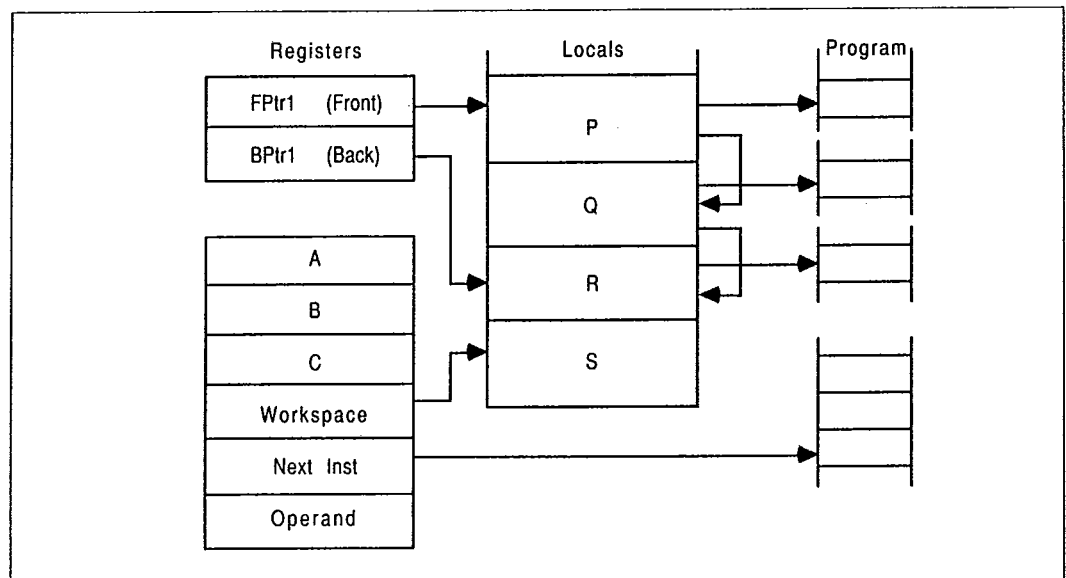 Registers
Locals
Program
FPtr1 (Front)
BPtr1 (Back)
P
Q
R
S
A
B
C
Workspace
Next Inst
Operand